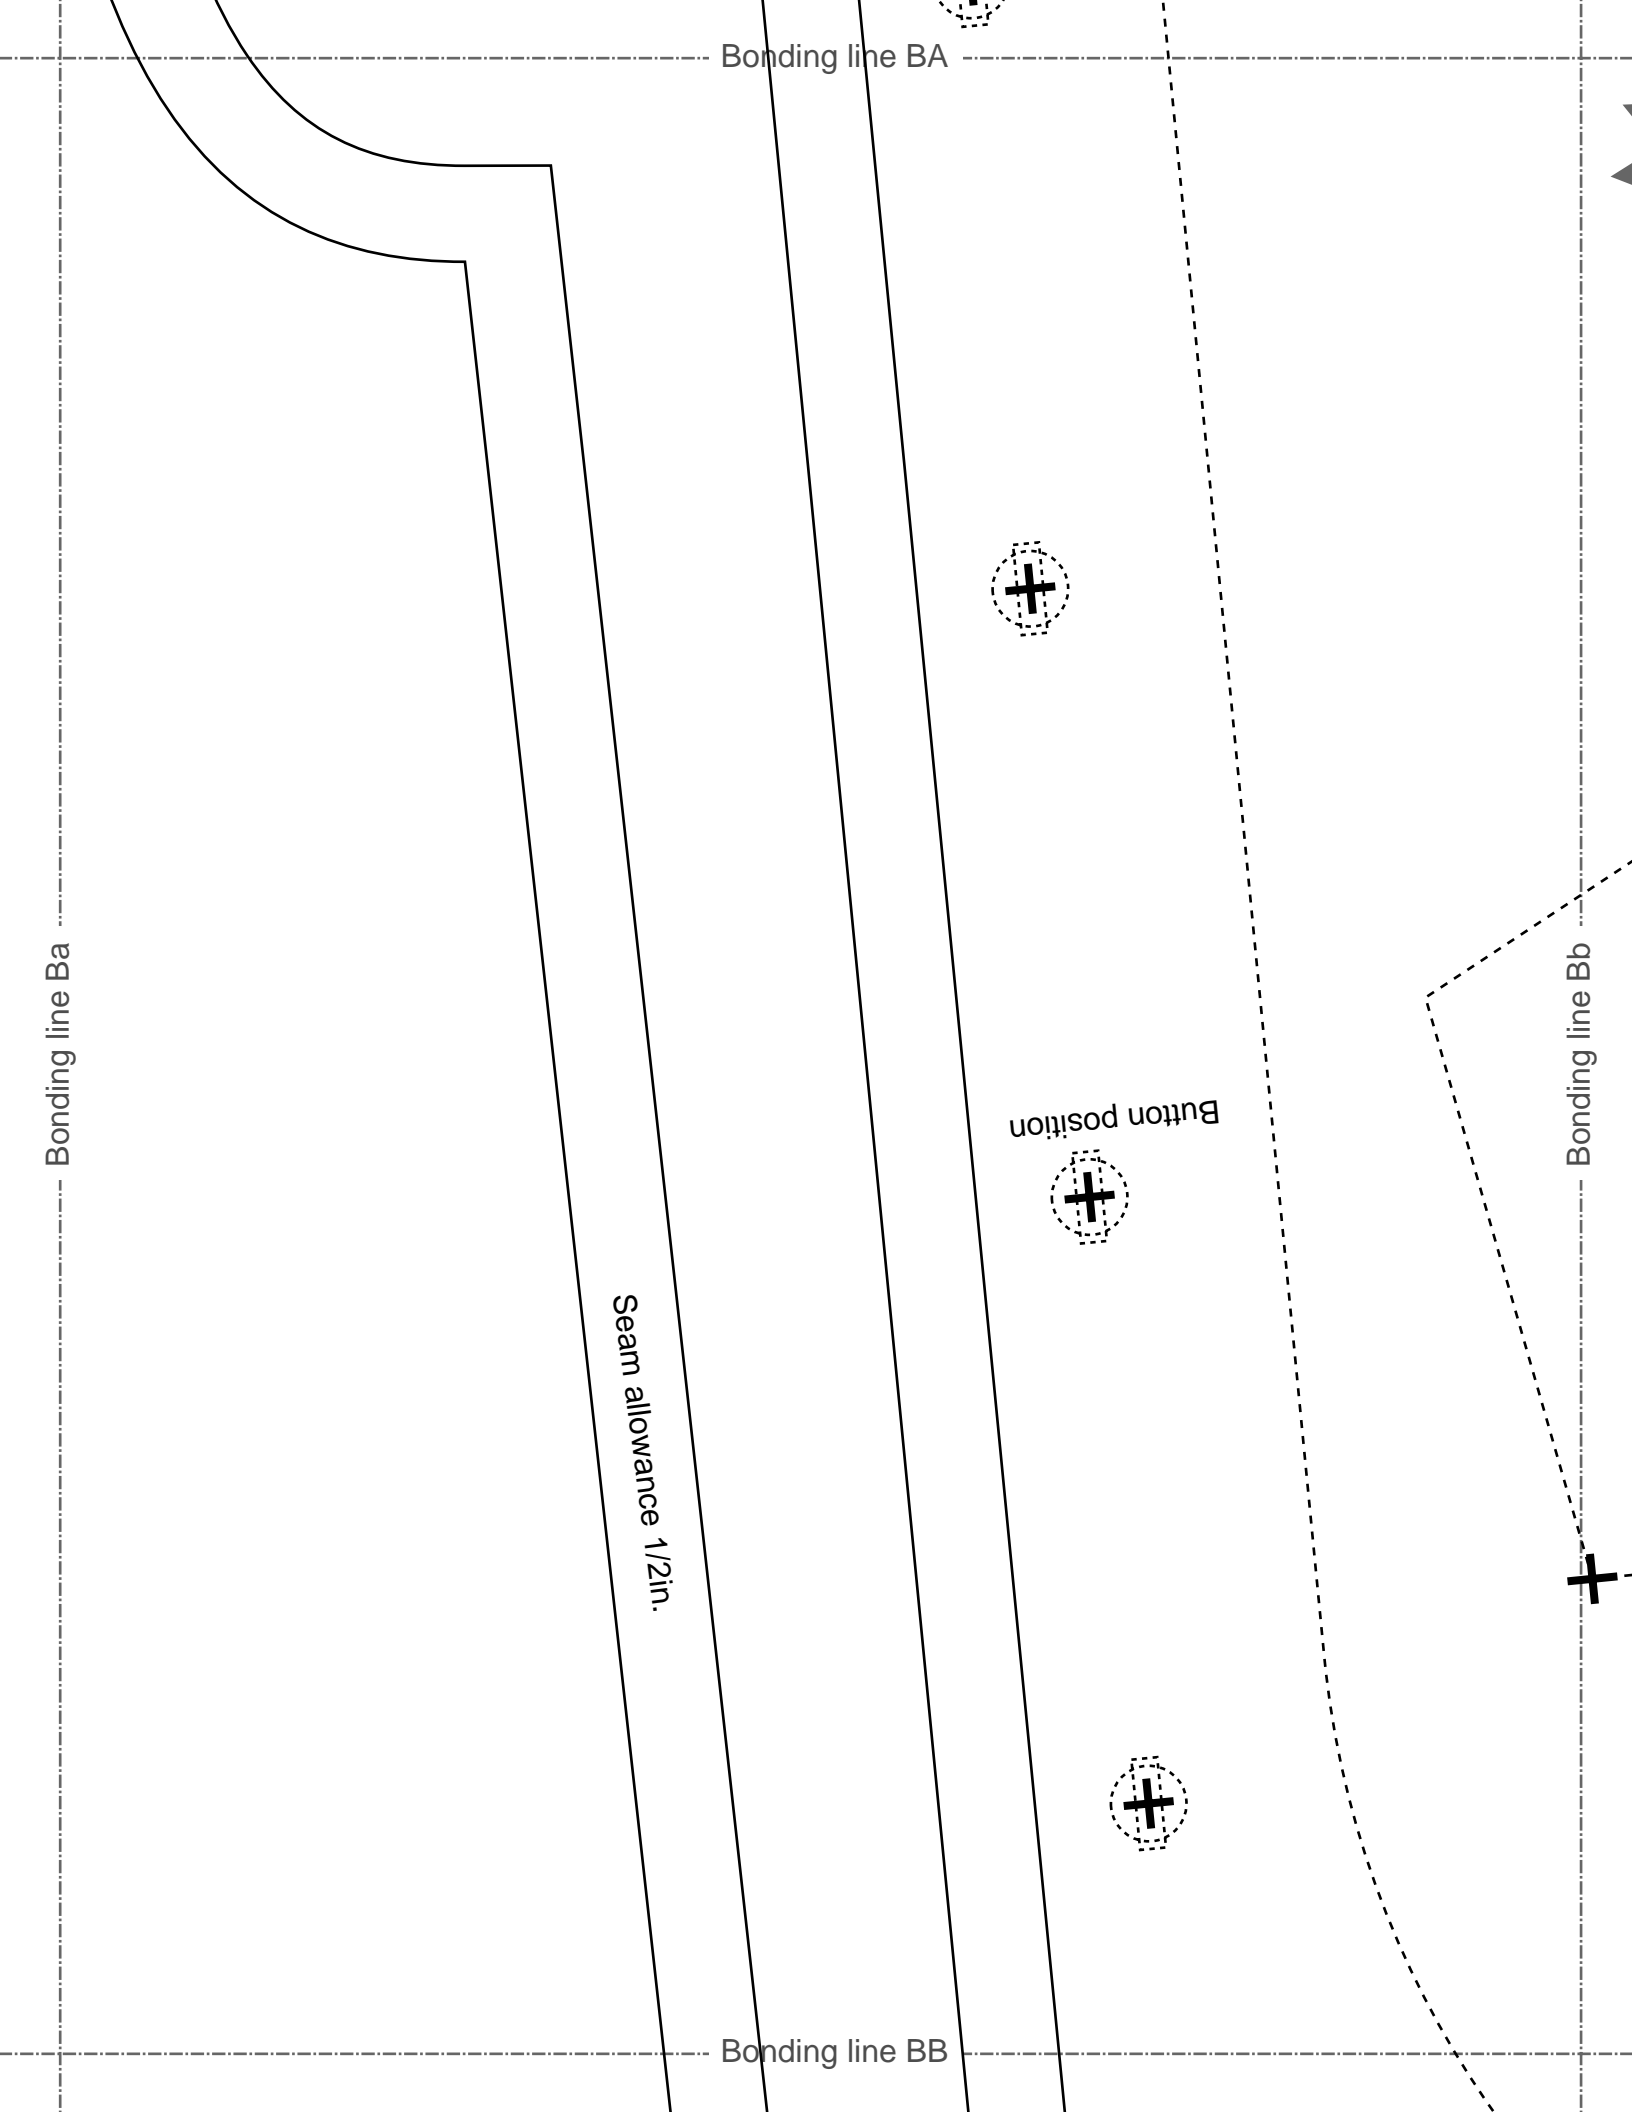 Bonding line BA
Bonding line Ba
Bonding line Bb
Button position
Seam allowance 1/2in.
Bonding line BB